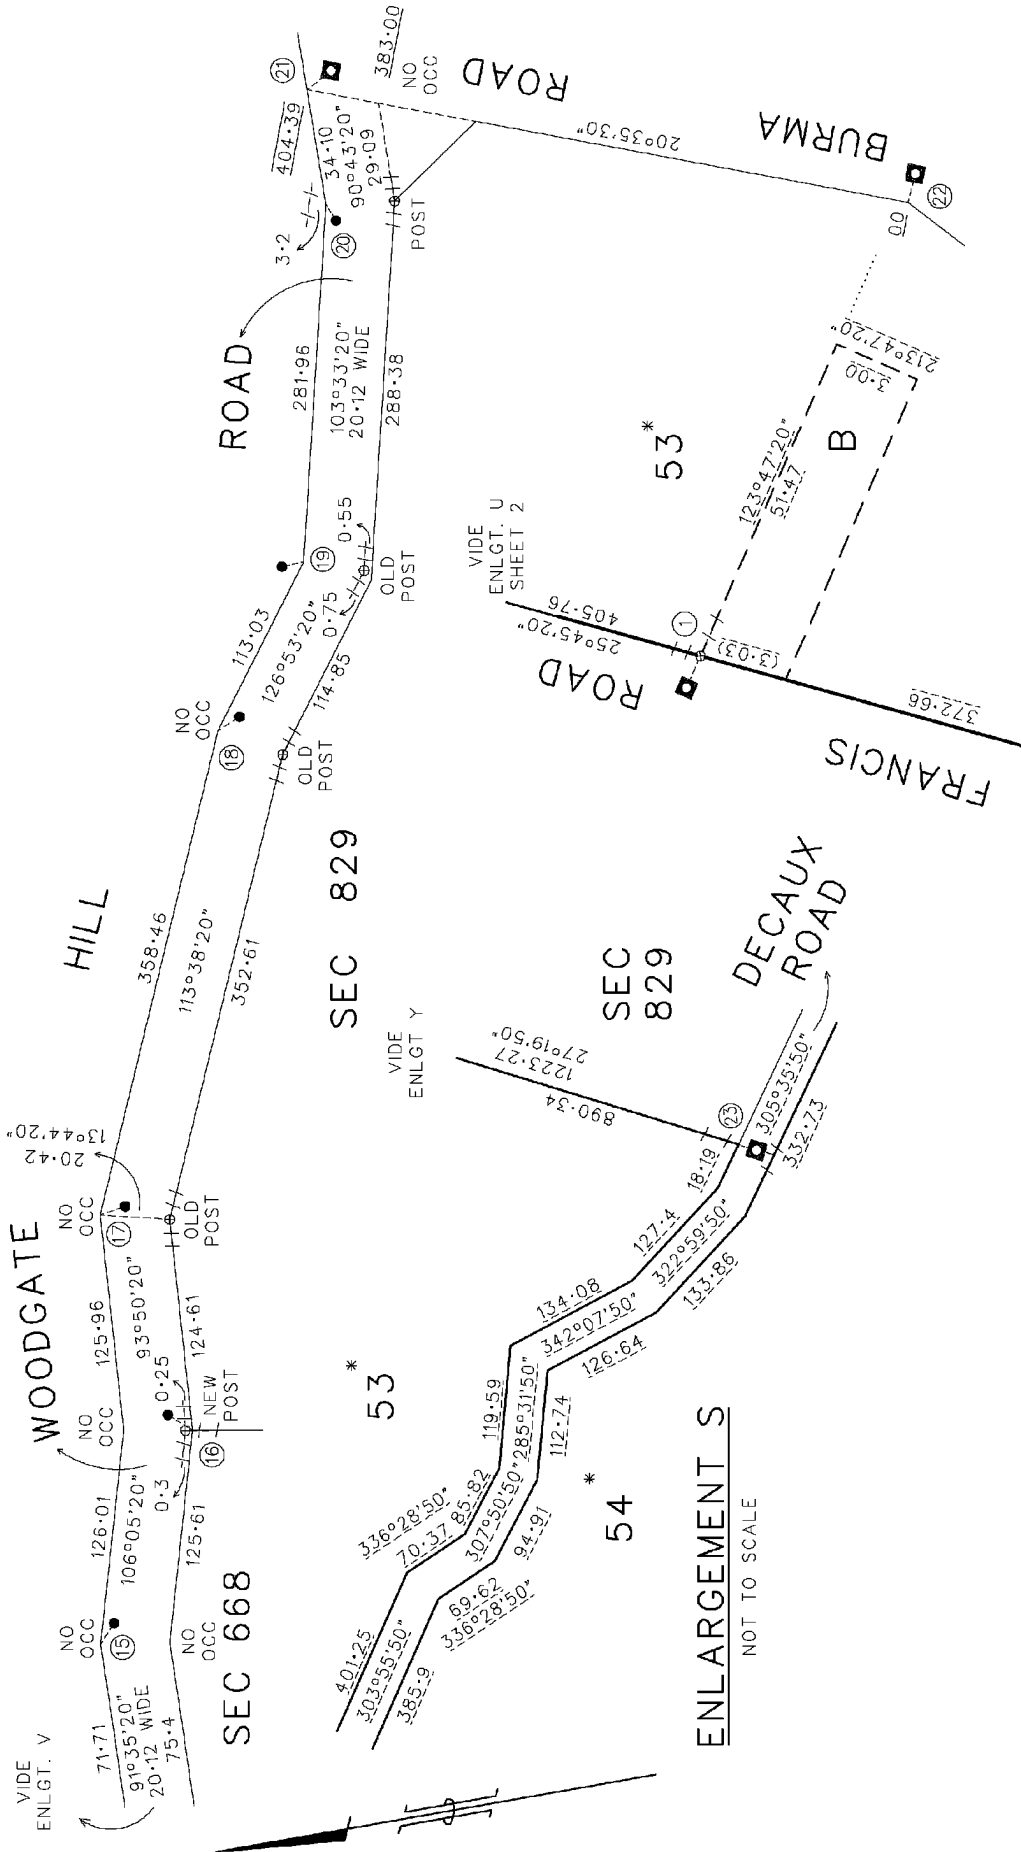 VIDE
ENLGT. V
71·71
91°35'20"
20·12 WIDE
75·4
NO
OCC
15
126·01
106°05'20"
0·3
125·61
NO
OCC
SEC 668
WOODGATE
NO
OCC
125·96
93°50'20"
0·25
124·61
16
NEW
POST
NO
OCC
17
20·42
13°44'20"
OLD
POST
HILL
358·46
113°38'20"
352·61
SEC 829
NO
OCC
18
OLD
POST
113·03
126°53'20"
114·85
0·75
0·55
19
OLD
POST
ROAD
281·96
103°33'20"
20·12 WIDE
288·38
3·2
20
404·39
34·10
90°43'20"
29·09
POST
21
383·00
NO
OCC
BURMA
ROAD
20°35'30"
22
00
53*
VIDE
ENLGT. U
SHEET 2
405·76
25°45'20"
1
(3·03)
372·66
FRANCIS
ROAD
123°47'20"
51·47
B
3·00
213°47'20"
VIDE
ENLGT Y
1223·27
27°19'50"
890·34
SEC
829
DECAUX
ROAD
23
18·19
305°35'50"
332·73
127·4
322°59'50"
133·86
134·08
342°07'50"
126·64
119·59
285°31'50"
112·74
85·82
307°50'50"
94·91
336°28'50"
70·37
69·62
336°28'50"
401·25
303°55'50"
385·9
53*
54*
ENLARGEMENT S
NOT TO SCALE